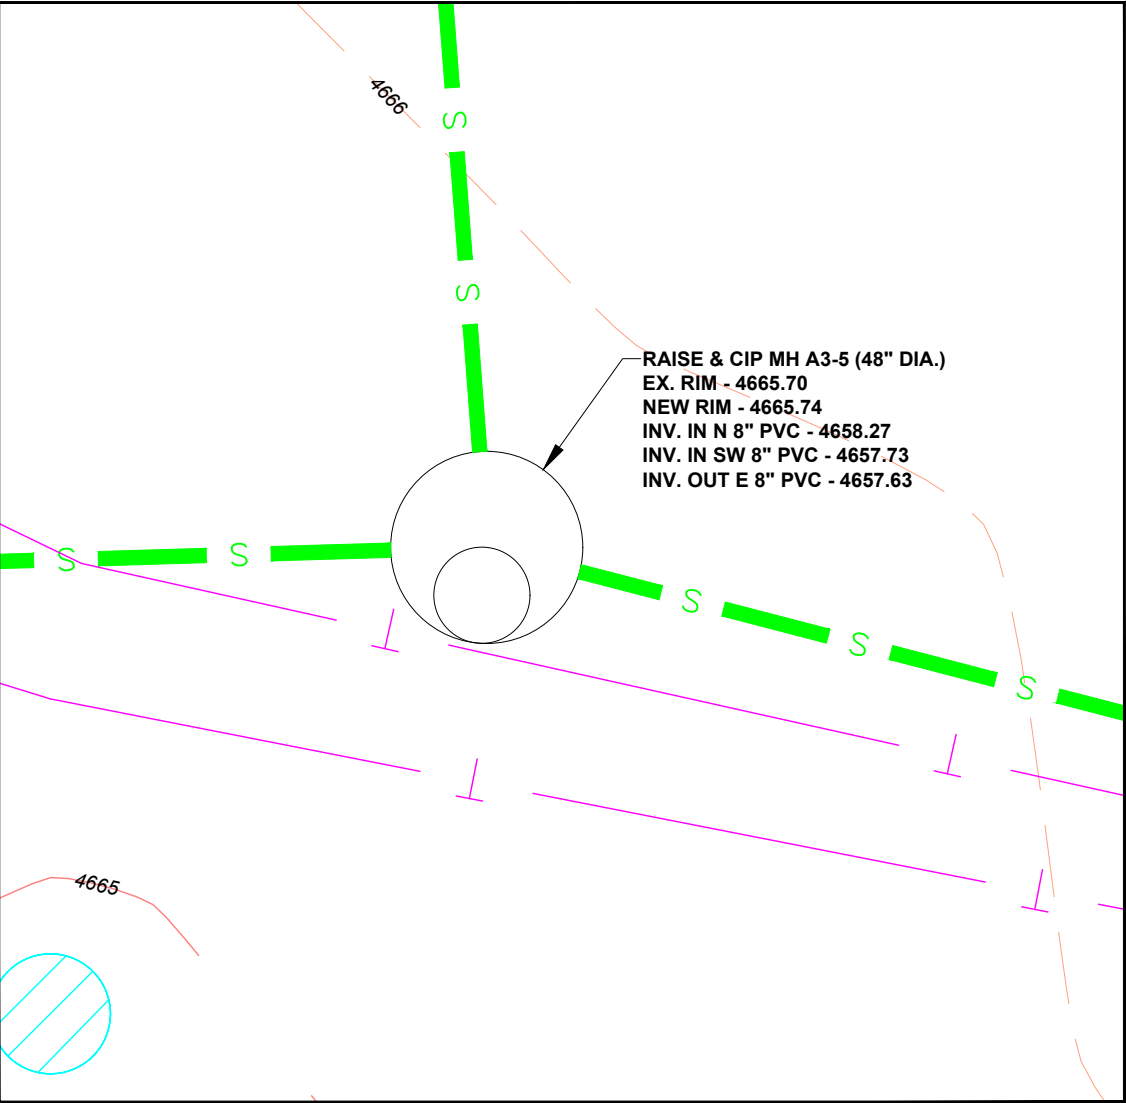 4666
S
S
RAISE & CIP MH A3-5 (48" DIA.)
EX. RIM - 4665.70
NEW RIM - 4665.74
INV. IN N 8" PVC - 4658.27
INV. IN SW 8" PVC - 4657.73
INV. OUT E 8" PVC - 4657.63
S
S
S
S
S
4665